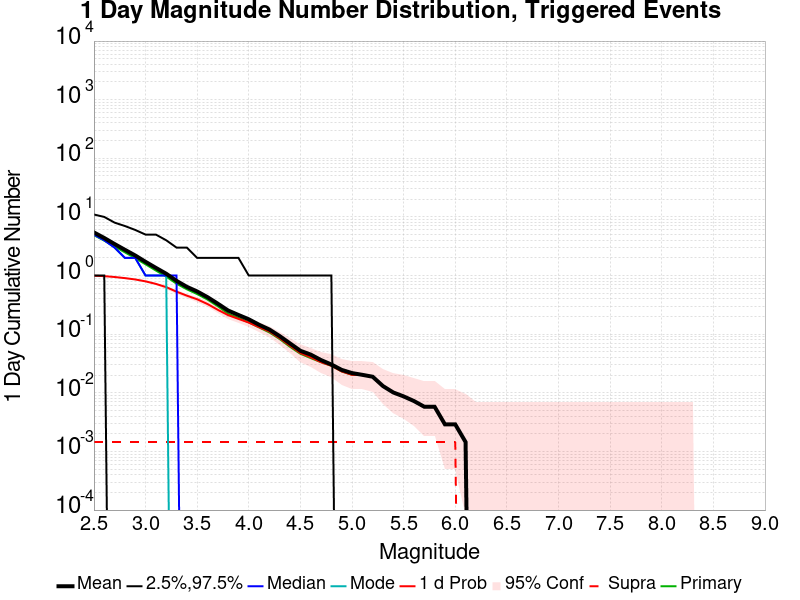 1 Day Magnitude Number Distribution, Triggered Events
10 4
10 3
10 2
10 1
10 0
10 -1
10 -2
10 -3
10 -4
1 Day Cumulative Number
2.5 3.0 3.5 4.0 4.5 5.0 5.5 6.0 6.5 7.0 7.5 8.0 8.5 9.0
Magnitude
Mean 2.5%,97.5% Median Mode 1 d Prob 95% Conf Supra Primary